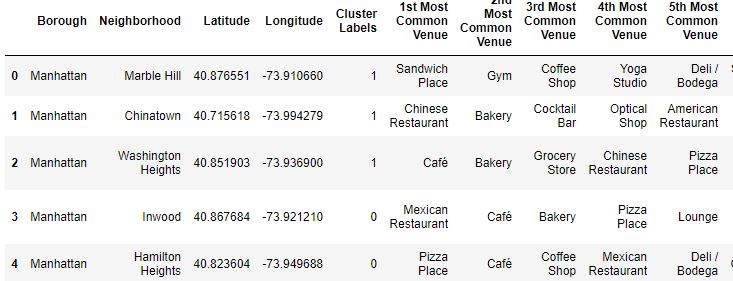 Borough Neighborhood Latitude Longitude Cluster Labels 1st Most Common Venue 2nd Most Common Venue 3rd Most Common Venue 4th Most Common Venue 5th Most Common Venue
0 Manhattan Marble Hill 40.876551 -73.910660 1 Sandwich Place Gym Coffee Shop Yoga Studio Deli / Bodega
1 Manhattan Chinatown 40.715618 -73.994279 1 Chinese Restaurant Bakery Cocktail Bar Optical Shop American Restaurant
2 Manhattan Washington Heights 40.851903 -73.936900 1 Café Bakery Grocery Store Chinese Restaurant Pizza Place
3 Manhattan Inwood 40.867684 -73.921210 0 Mexican Restaurant Café Bakery Pizza Place Lounge
4 Manhattan Hamilton Heights 40.823604 -73.949688 0 Pizza Place Café Coffee Shop Mexican Restaurant Deli / Bodega